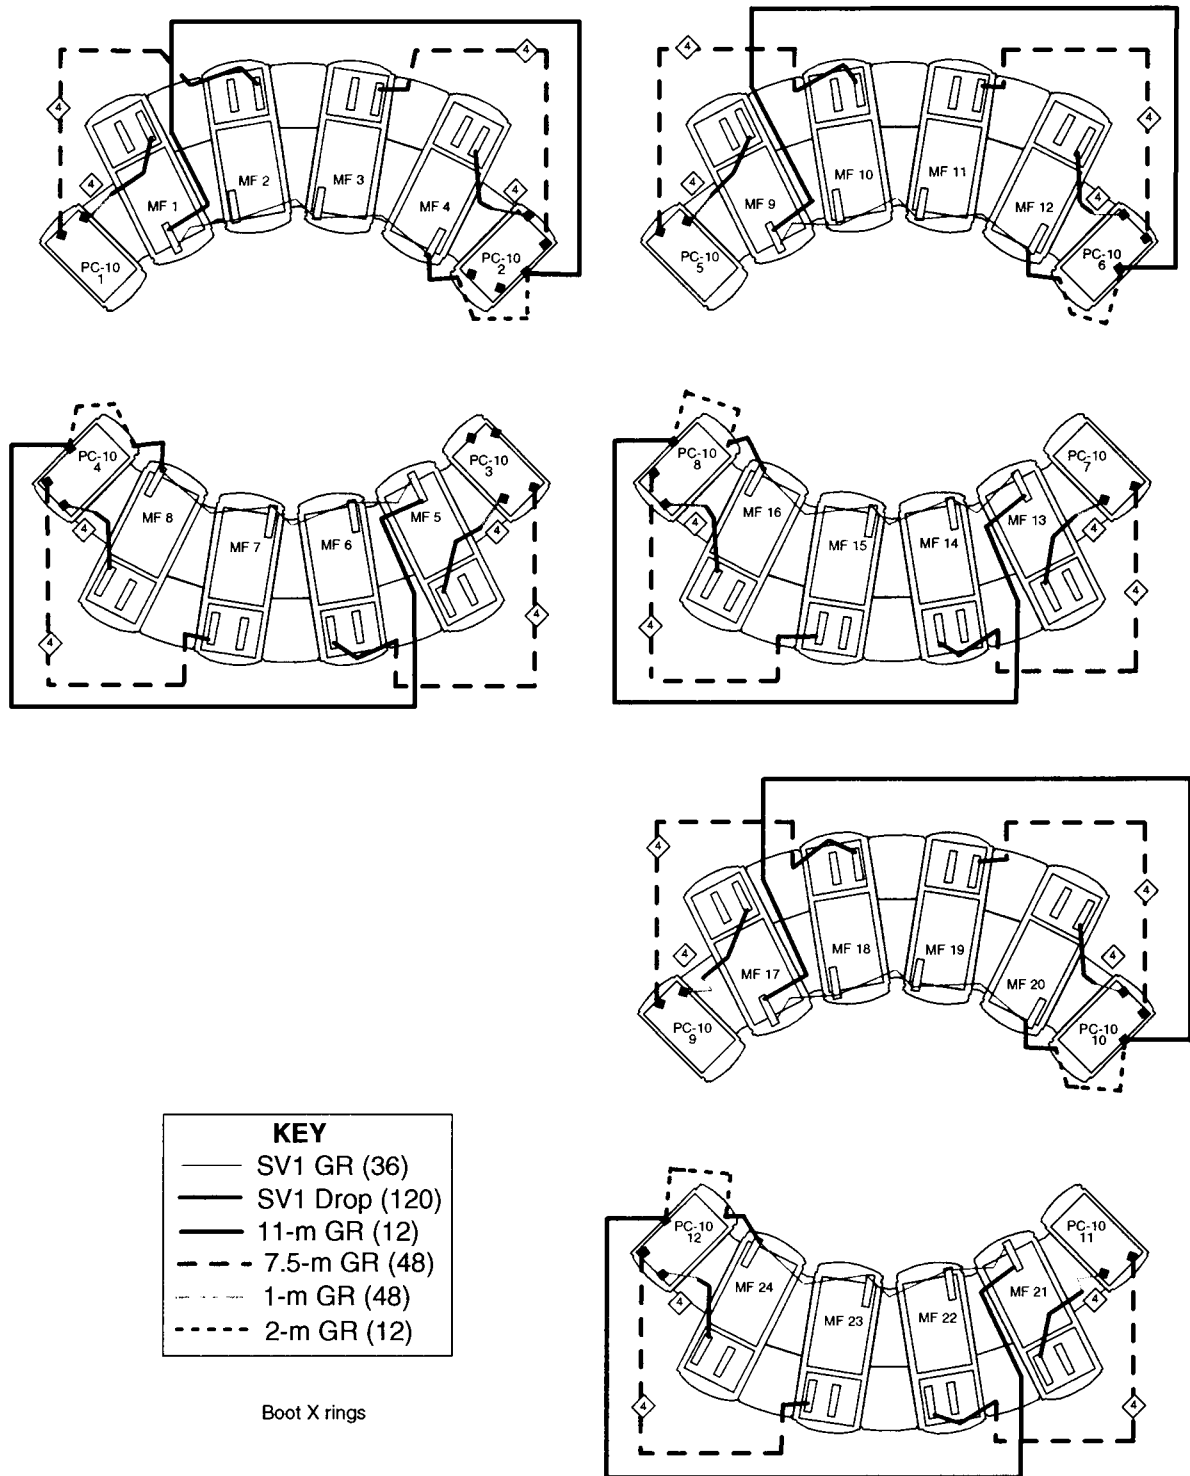 4
4
4
MF 2
MF 3
4
4
MF 1
MF 4
PC-10
1
PC-10
2
4
4
4
4
MF 10
MF 11
MF 9
MF 12
PC-10
5
PC-10
6
PC-10
4
PC-10
3
4
4
MF 8
MF 5
MF 7
MF 6
4
4
PC-10
8
PC-10
7
4
4
MF 16
MF 13
MF 15
MF 14
4
4
4
4
4
4
MF 18
MF 19
MF 17
MF 20
PC-10
9
PC-10
10
KEY
SV1 GR (36)
SV1 Drop (120)
11-m GR (12)
7.5-m GR (48)
1-m GR (48)
2-m GR (12)
Boot X rings
PC-10
12
PC-10
11
4
4
MF 24
MF 21
MF 23
MF 22
4
4